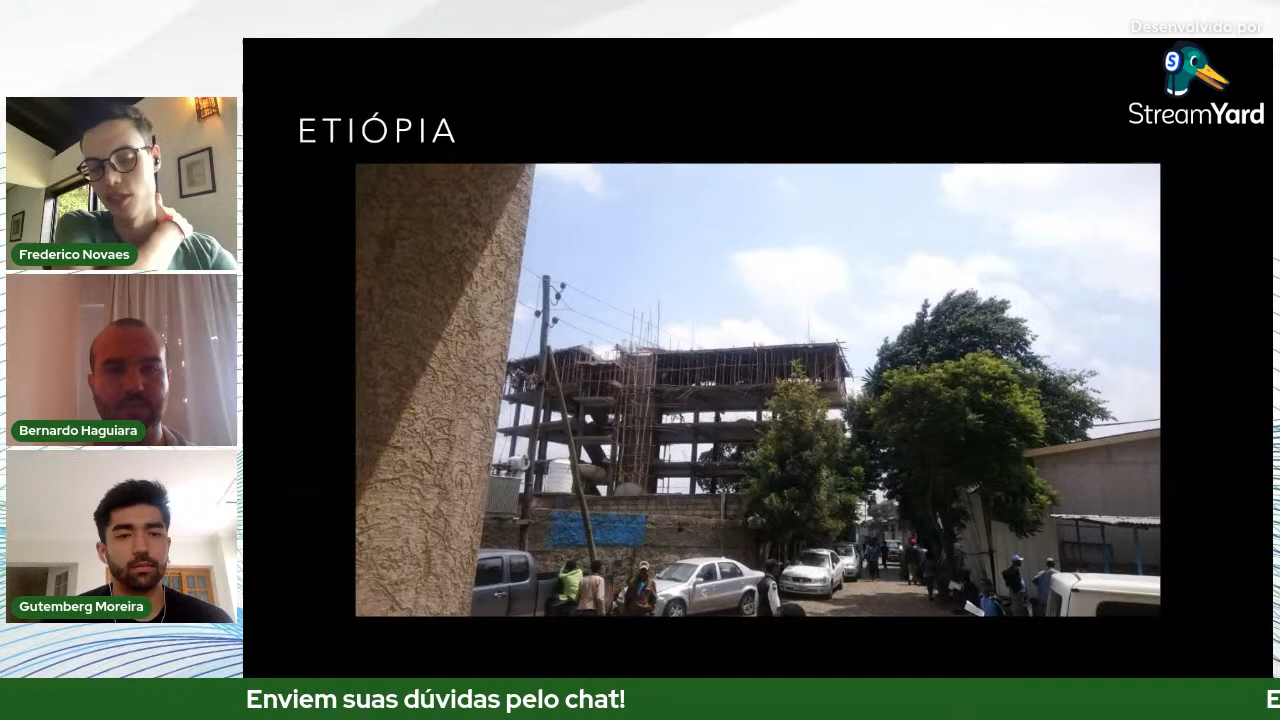 Desenvolvido por
S
StreamYard
ETIÓPIA
Frederico Novaes
Bernardo Haguiara
Gutemberg Moreira
Enviem suas dúvidas pelo chat!
E